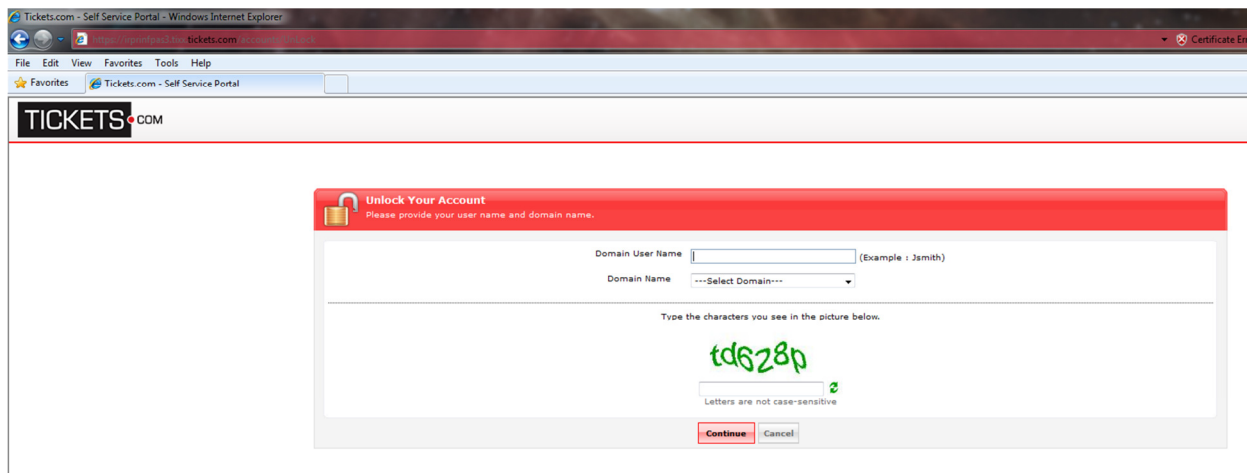 Tickets.com - Self Service Portal - Windows Internet Explorer
tickets.com
Certificate Er
File Edit View Favorites Tools Help
Favorites Tickets.com - Self Service Portal
TICKETS.COM
Unlock Your Account
Please provide your user name and domain name.
Domain User Name (Example : Jsmith)
Domain Name ---Select Domain---
Type the characters you see in the picture below.
td628p
Letters are not case-sensitive
Continue Cancel